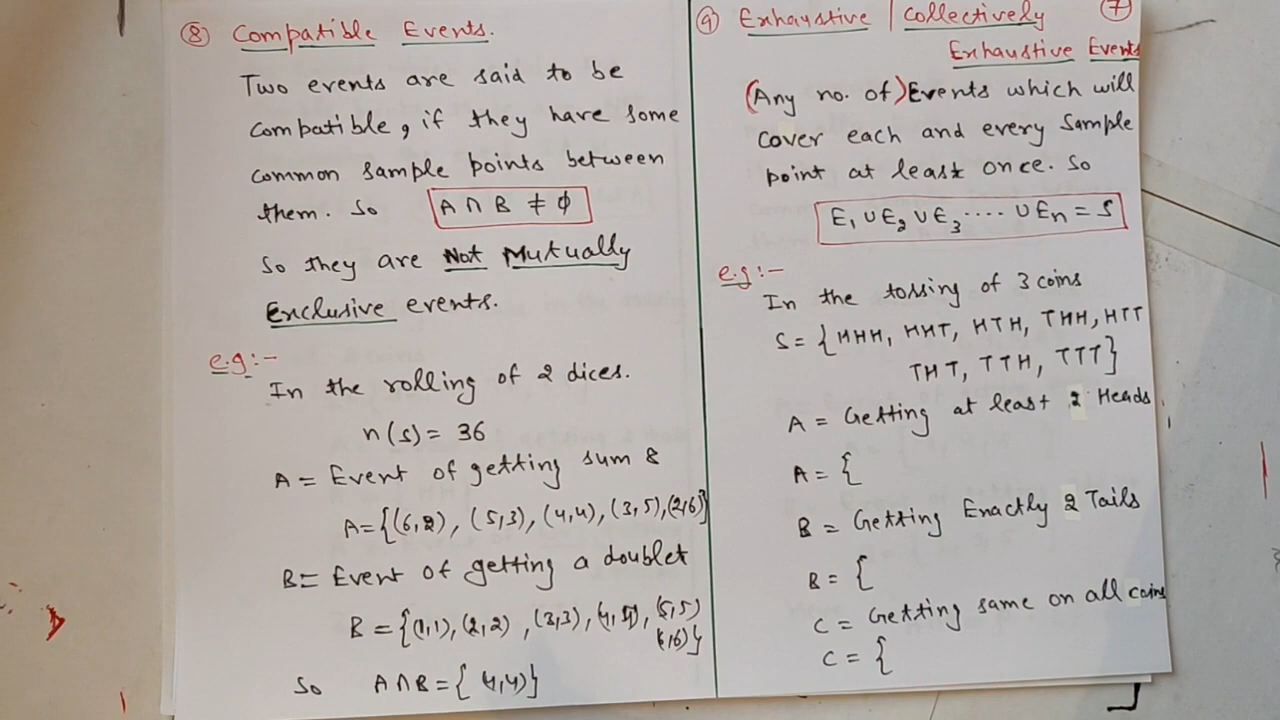 ⑧ Compatible Events.
Two events are said to be
compatible, if they have some
common sample points between
them. So A ∩ B ≠ ϕ
So they are Not Mutually
Exclusive events.
e.g:-
In the rolling of 2 dices.
n(s) = 36
A = Event of getting sum 8
A={(6,2), (5,3), (4,4), (3,5), (2,6)}
B= Event of getting a doublet
B={(1,1), (2,2), (3,3), (4,4), (5,5)
(6,6)}
So A∩B = { 4,4)}
⑨ Exhaustive / Collectively ⑦
Exhaustive Events
(Any no. of) Events which will
cover each and every sample
point at least once. So
E₁ ∪ E₂ ∪ E₃ ..... ∪ Eₙ = S
e.g:-
In the tossing of 3 coins
S= {HHH, HHT, HTH, THH, HTT
THT, TTH, TTT}
A = Getting at least 2 Heads
A = {
B = Getting Exactly 2 Tails
B = {
C = Getting same on all coins
C = {